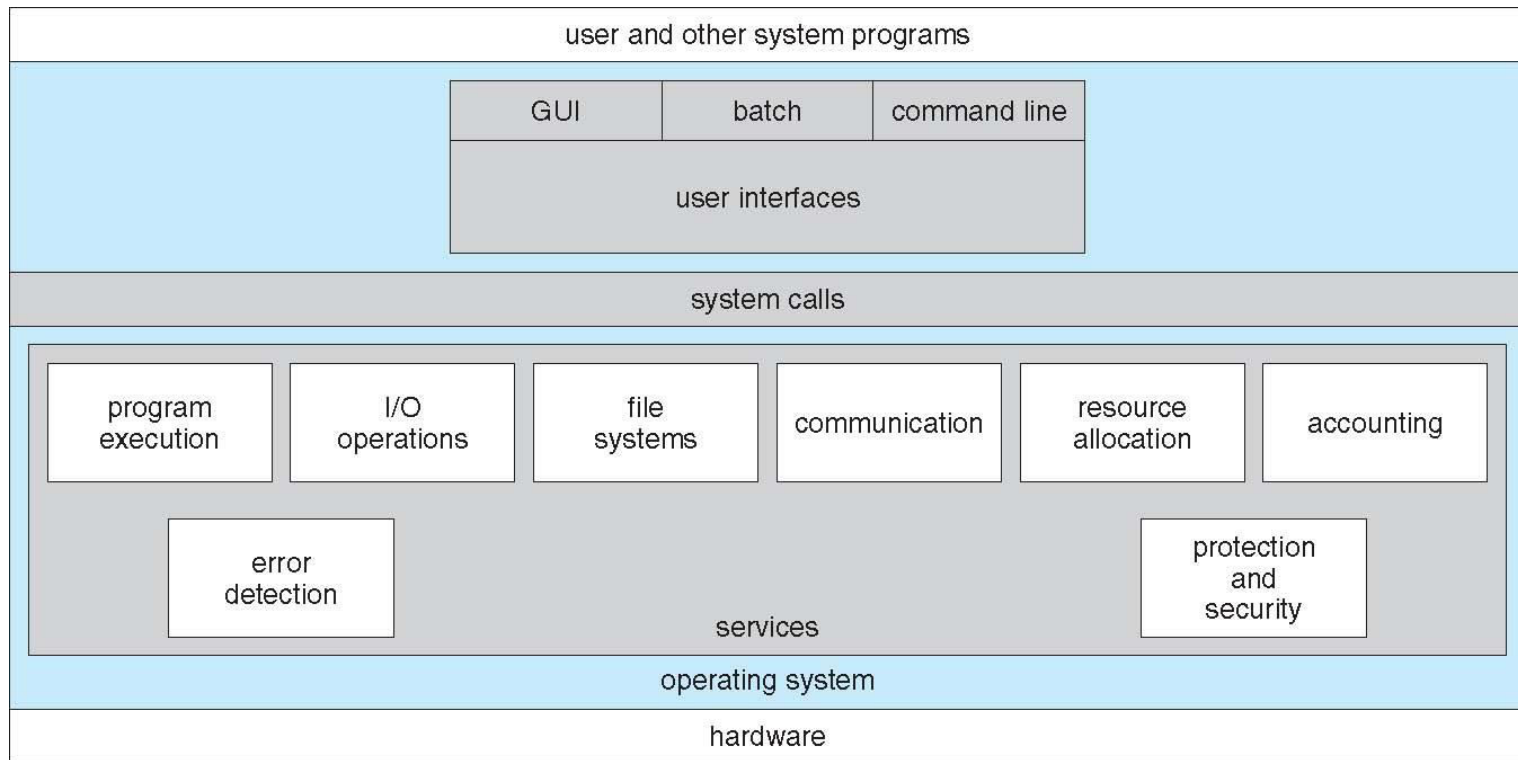 user and other system programs
GUI
batch
command line
user interfaces
system calls
program
execution
I/O
operations
file
systems
communication
resource
allocation
accounting
error
detection
protection
and
security
services
operating system
hardware